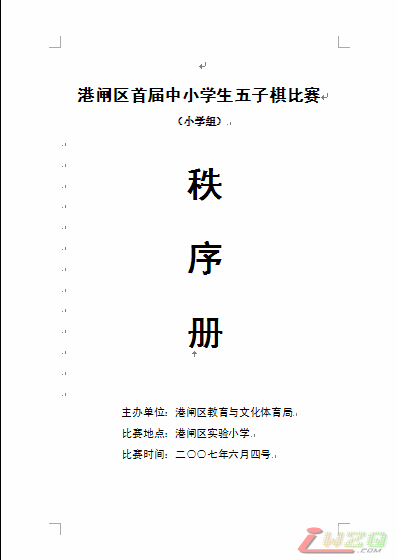 港闸区首届中小学生五子棋比赛
（小学组）
秩
序
册
主办单位：港闸区教育与文化体育局
比赛地点：港闸区实验小学
比赛时间：二〇〇七年六月四号
iWZQ